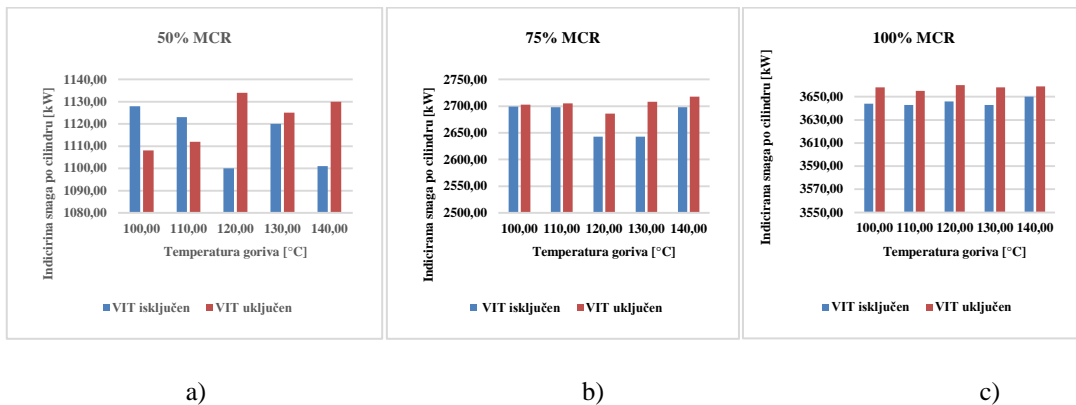 50% MCR
Indicirina snaga po cilindru [kW]
1140,00
1130,00
1120,00
1110,00
1100,00
1090,00
1080,00
100,00 110,00 120,00 130,00 140,00
Temperatura goriva [°C]
VIT isključen VIT uključen
a)
75% MCR
Indicirana snaga po cilindru [kW]
2750,00
2700,00
2650,00
2600,00
2550,00
2500,00
100,00 110,00 120,00 130,00 140,00
Temperatura goriva [°C]
VIT isključen VIT uključen
b)
100% MCR
Indicirana snaga po cilindru [kW]
3650,00
3630,00
3610,00
3590,00
3570,00
3550,00
100,00 110,00 120,00 130,00 140,00
Temperatura goriva [°C]
VIT isključen VIT uključen
c)